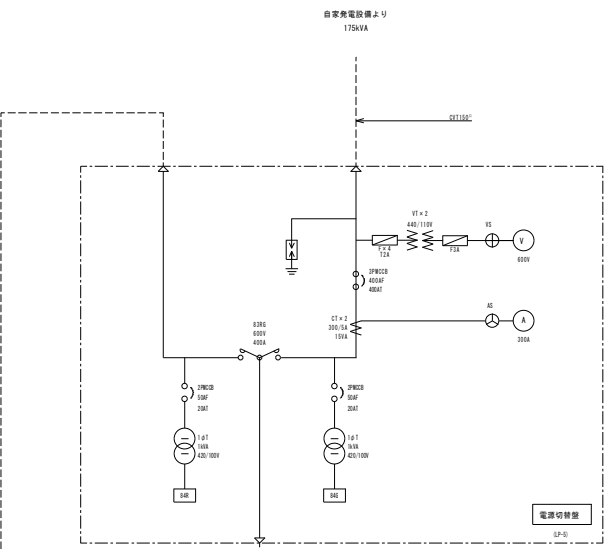 自家発電設備より
175kVA
CVT150□
VT×2
440/110V
VS
V
F×4
T2A
F3A
600V
3PMCCB
400AF
400AT
CT×2
300/5A
15VA
AS
A
300A
83RG
600V
400A
2PMCCB
50AF
20AT
2PMCCB
50AF
20AT
1φT
1kVA
420/100V
1φT
1kVA
420/100V
84R
84G
電源切替盤
(LP-5)